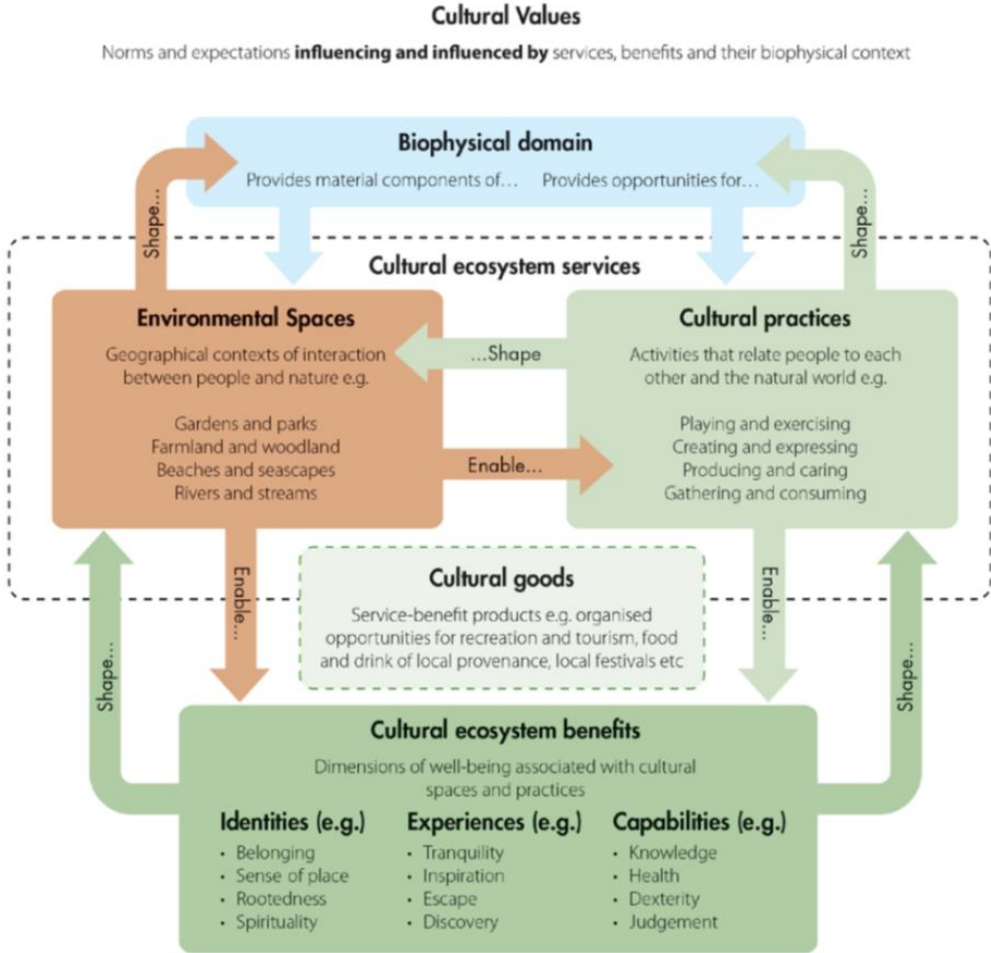 Cultural Values
Norms and expectations influencing and influenced by services, benefits and their biophysical context
Biophysical domain
Provides material components of...
Provides opportunities for...
Shape...
Shape...
Cultural ecosystem services
Environmental Spaces
Geographical contexts of interaction
between people and nature e.g.
Gardens and parks
Farmland and woodland
Beaches and seascapes
Rivers and streams
...Shape
Enable...
Cultural practices
Activities that relate people to each
other and the natural world e.g.
Playing and exercising
Creating and expressing
Producing and caring
Gathering and consuming
Enable...
Enable...
Cultural goods
Service-benefit products e.g. organised
opportunities for recreation and tourism, food
and drink of local provenance, local festivals etc
Shape...
Shape...
Cultural ecosystem benefits
Dimensions of well-being associated with cultural
spaces and practices
Identities (e.g.)
• Belonging
• Sense of place
• Rootedness
• Spirituality
Experiences (e.g.)
• Tranquility
• Inspiration
• Escape
• Discovery
Capabilities (e.g.)
• Knowledge
• Health
• Dexterity
• Judgement